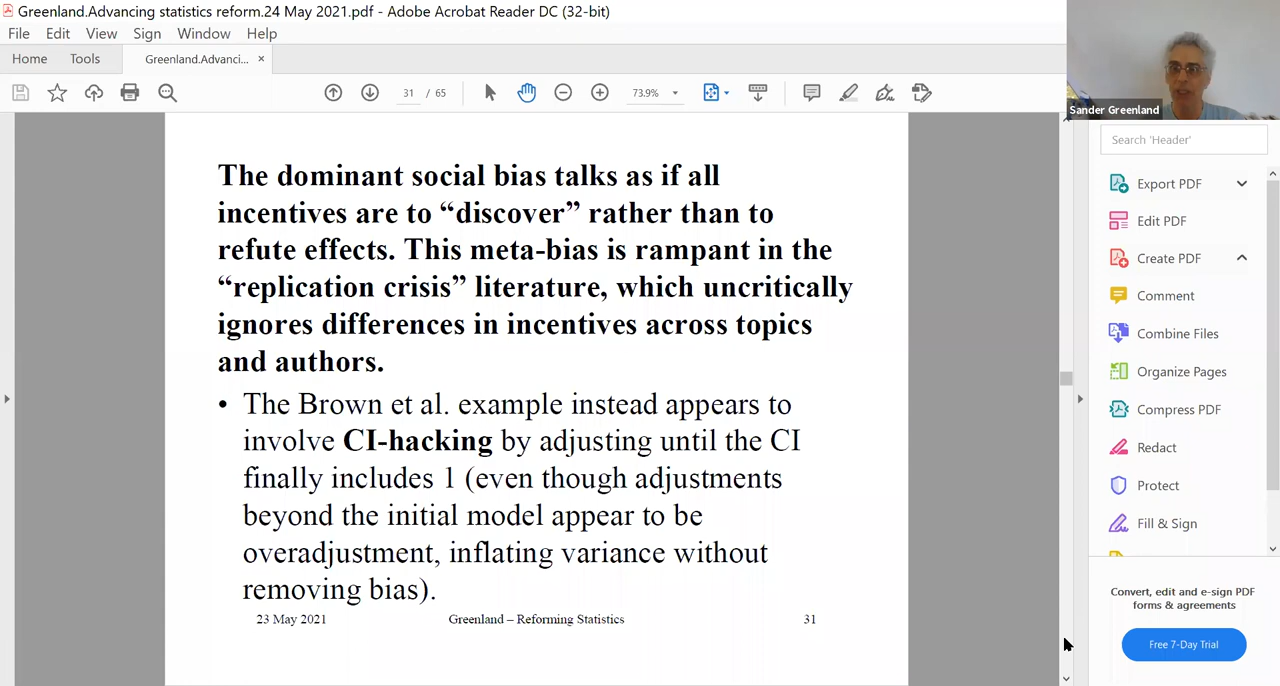 Greenland.Advancing statistics reform.24 May 2021.pdf - Adobe Acrobat Reader DC (32-bit)
File Edit View Sign Window Help
Home Tools Greenland.Advanci... ×
31 / 65 73.9%
Sander Greenland
Search 'Header'
The dominant social bias talks as if all
incentives are to “discover” rather than to
refute effects. This meta-bias is rampant in the
“replication crisis” literature, which uncritically
ignores differences in incentives across topics
and authors.
• The Brown et al. example instead appears to
involve CI-hacking by adjusting until the CI
finally includes 1 (even though adjustments
beyond the initial model appear to be
overadjustment, inflating variance without
removing bias).
23 May 2021 Greenland – Reforming Statistics 31
Export PDF
Edit PDF
Create PDF
Comment
Combine Files
Organize Pages
Compress PDF
Redact
Protect
Fill & Sign
Convert, edit and e-sign PDF
forms & agreements
Free 7-Day Trial